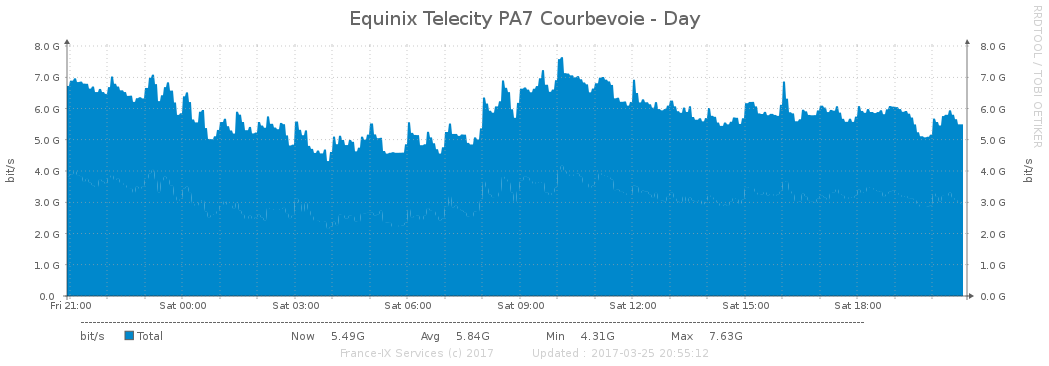 Equinix Telecity PA7 Courbevoie - Day
RRDTOOL / TOBI OETIKER
8.0 G 8.0 G
7.0 G 7.0 G
6.0 G 6.0 G
5.0 G 5.0 G
4.0 G 4.0 G
3.0 G 3.0 G
2.0 G 2.0 G
1.0 G 1.0 G
0.0 0.0 G
bit/s bit/s
Fri 21:00 Sat 00:00 Sat 03:00 Sat 06:00 Sat 09:00 Sat 12:00 Sat 15:00 Sat 18:00
bit/s Total Now 5.49G Avg 5.84G Min 4.31G Max 7.63G
France-IX Services (c) 2017 Updated : 2017-03-25 20:55:12